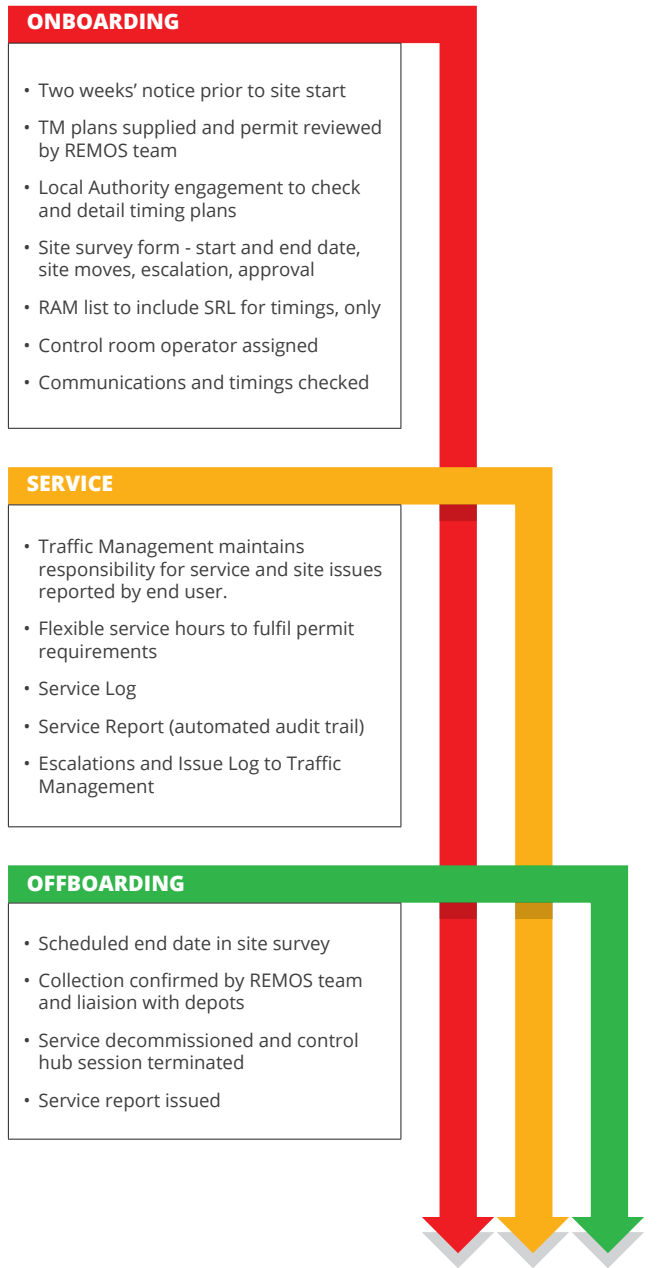 ONBOARDING
• Two weeks’ notice prior to site start
• TM plans supplied and permit reviewed
by REMOS team
• Local Authority engagement to check
and detail timing plans
• Site survey form - start and end date,
site moves, escalation, approval
• RAM list to include SRL for timings, only
• Control room operator assigned
• Communications and timings checked
SERVICE
• Traffic Management maintains
responsibility for service and site issues
reported by end user.
• Flexible service hours to fulfil permit
requirements
• Service Log
• Service Report (automated audit trail)
• Escalations and Issue Log to Traffic
Management
OFFBOARDING
• Scheduled end date in site survey
• Collection confirmed by REMOS team
and liaision with depots
• Service decommissioned and control
hub session terminated
• Service report issued